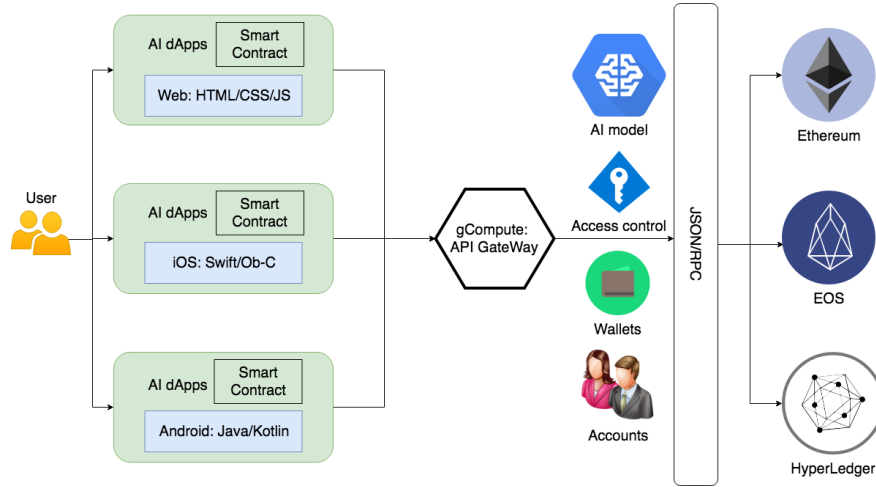 User
AI dApps
Smart
Contract
Web: HTML/CSS/JS
AI dApps
Smart
Contract
iOS: Swift/Ob-C
AI dApps
Smart
Contract
Android: Java/Kotlin
gCompute:
API GateWay
AI model
Access control
Wallets
Accounts
JSON/RPC
Ethereum
EOS
HyperLedger